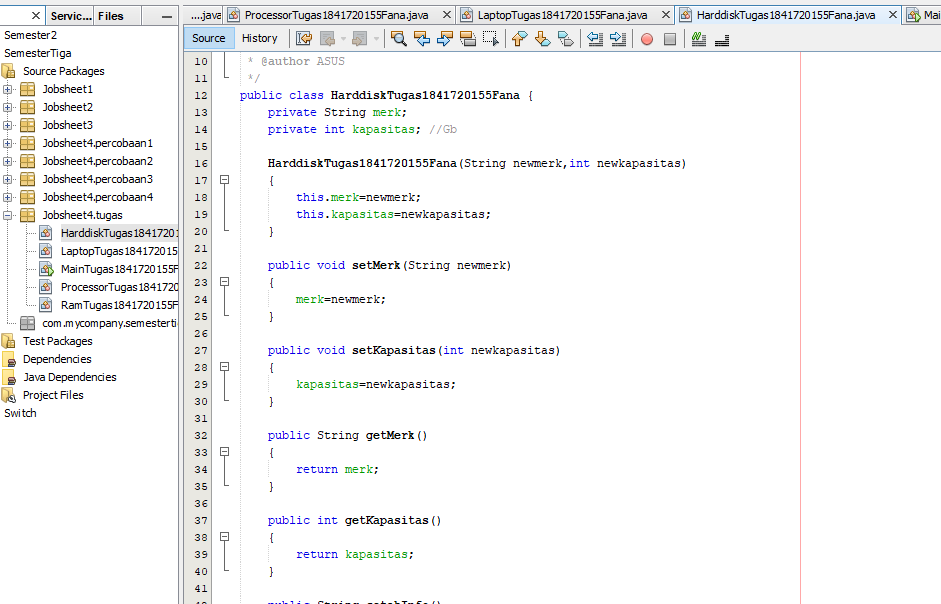 Servic... Files
...java ProcessorTugas1841720155Fana.java LaptopTugas1841720155Fana.java HarddiskTugas1841720155Fana.java Mai
Source History
Semester2
SemesterTiga
Source Packages
Jobsheet1
Jobsheet2
Jobsheet3
Jobsheet4.percobaan1
Jobsheet4.percobaan2
Jobsheet4.percobaan3
Jobsheet4.percobaan4
Jobsheet4.tugas
HarddiskTugas18417201
LaptopTugas184172015
MainTugas1841720155F
ProcessorTugas184172
RamTugas1841720155F
com.mycompany.semesterti
Test Packages
Dependencies
Java Dependencies
Project Files
Switch
10 * @author ASUS
11 */
12 public class HarddiskTugas1841720155Fana {
13 private String merk;
14 private int kapasitas; //Gb
15
16 HarddiskTugas1841720155Fana(String newmerk,int newkapasitas)
17 {
18 this.merk=newmerk;
19 this.kapasitas=newkapasitas;
20 }
21
22 public void setMerk(String newmerk)
23 {
24 merk=newmerk;
25 }
26
27 public void setKapasitas(int newkapasitas)
28 {
29 kapasitas=newkapasitas;
30 }
31
32 public String getMerk()
33 {
34 return merk;
35 }
36
37 public int getKapasitas()
38 {
39 return kapasitas;
40 }
41